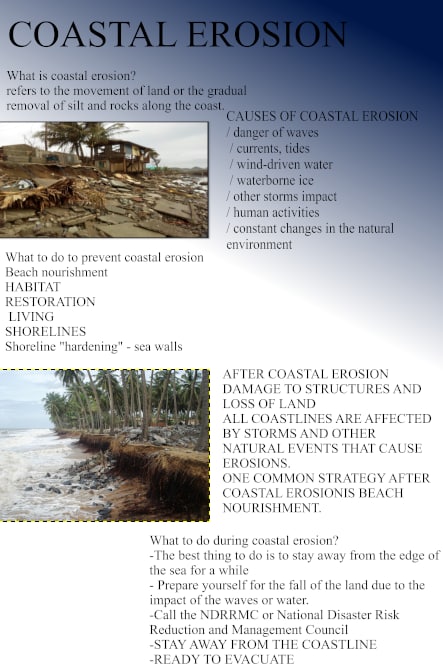 COASTAL EROSION
What is coastal erosion?
refers to the movement of land or the gradual
removal of silt and rocks along the coast.
CAUSES OF COASTAL EROSION
/ danger of waves
/ currents, tides
/ wind-driven water
/ waterborne ice
/ other storms impact
/ human activities
/ constant changes in the natural
environment
What to do to prevent coastal erosion
Beach nourishment
HABITAT
RESTORATION
LIVING
SHORELINES
Shoreline "hardening" - sea walls
AFTER COASTAL EROSION
DAMAGE TO STRUCTURES AND
LOSS OF LAND
ALL COASTLINES ARE AFFECTED
BY STORMS AND OTHER
NATURAL EVENTS THAT CAUSE
EROSIONS.
ONE COMMON STRATEGY AFTER
COASTAL EROSIONIS BEACH
NOURISHMENT.
What to do during coastal erosion?
-The best thing to do is to stay away from the edge of
the sea for a while
- Prepare yourself for the fall of the land due to the
impact of the waves or water.
-Call the NDRRMC or National Disaster Risk
Reduction and Management Council
-STAY AWAY FROM THE COASTLINE
-READY TO EVACUATE